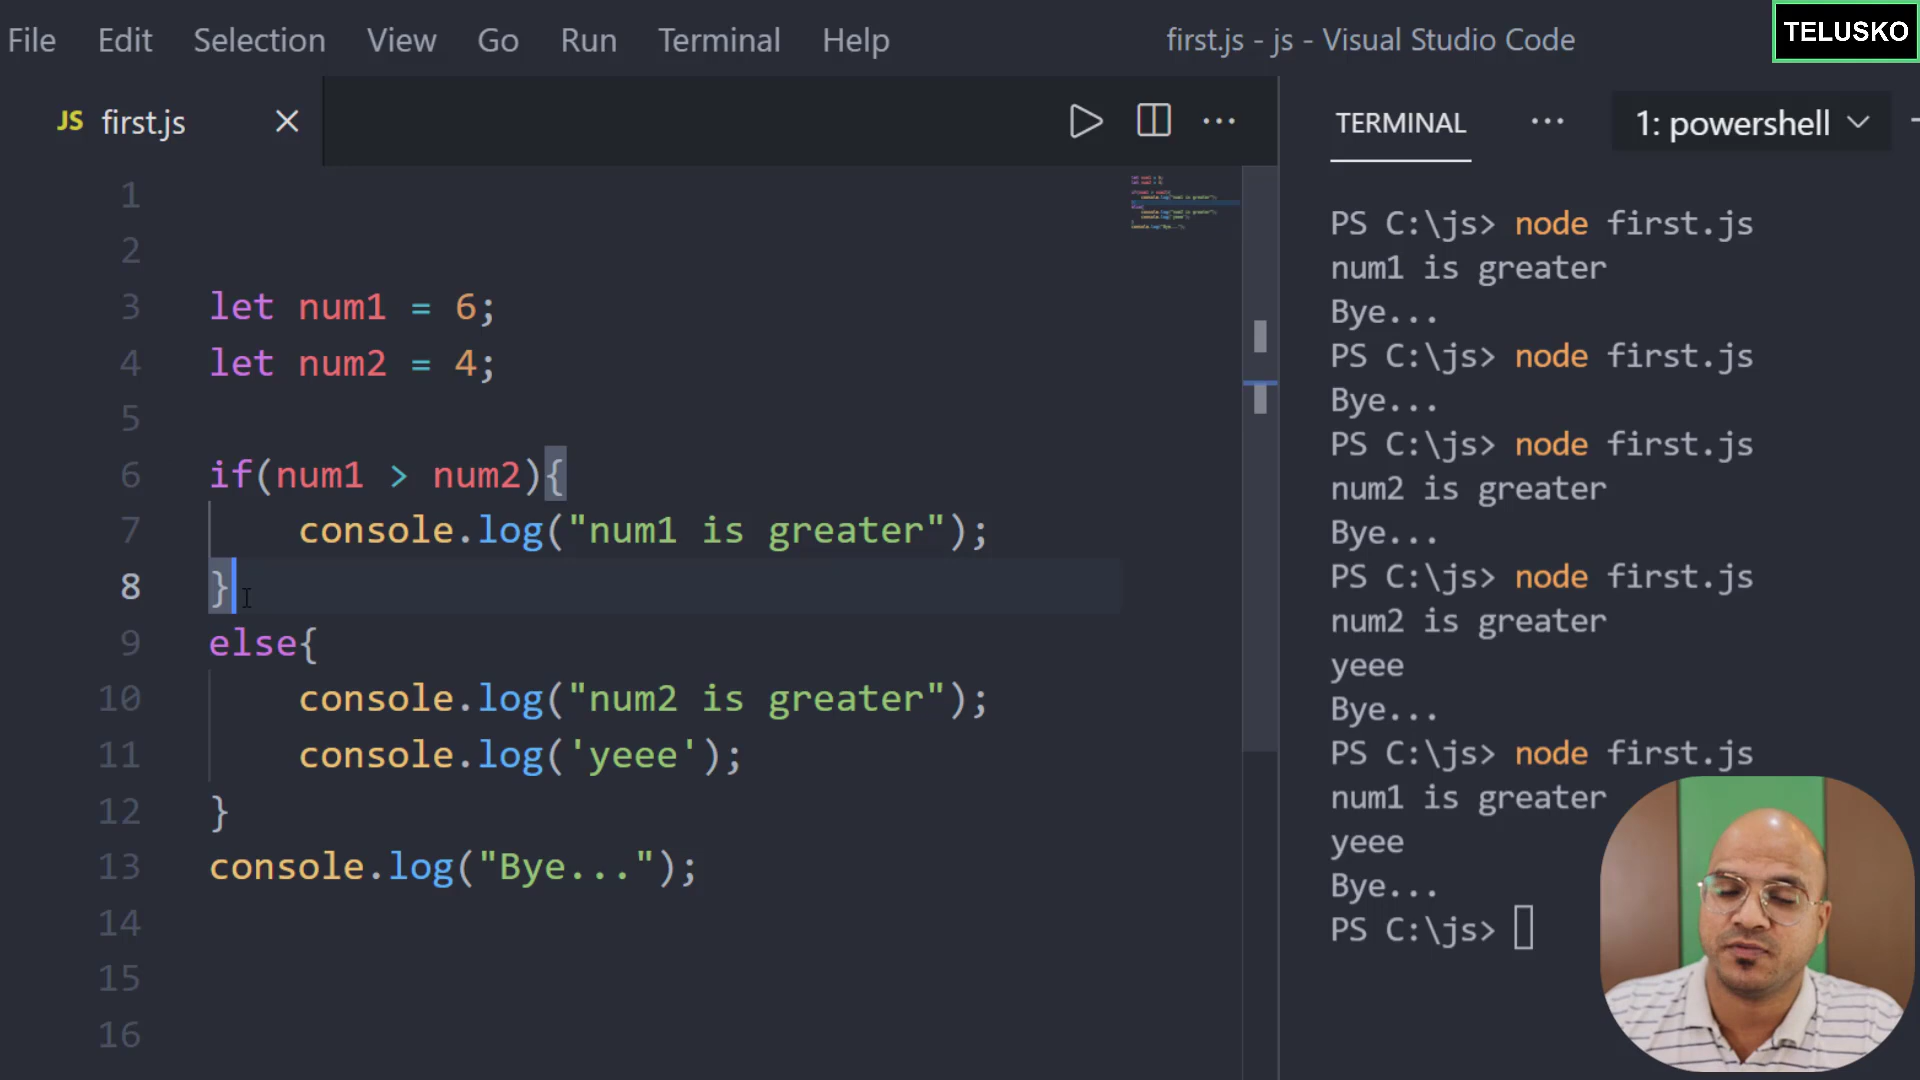 File Edit Selection View Go Run Terminal Help first.js - js - Visual Studio Code TELUSKO
JS first.js
TERMINAL 1: powershell
1
2
3 let num1 = 6;
4 let num2 = 4;
5
6 if(num1 > num2){
7 console.log("num1 is greater");
8 }
9 else{
10 console.log("num2 is greater");
11 console.log('yeee');
12 }
13 console.log("Bye...");
14
15
16
PS C:\js> node first.js
num1 is greater
Bye...
PS C:\js> node first.js
Bye...
PS C:\js> node first.js
num2 is greater
Bye...
PS C:\js> node first.js
num2 is greater
yeee
Bye...
PS C:\js> node first.js
num1 is greater
yeee
Bye...
PS C:\js>